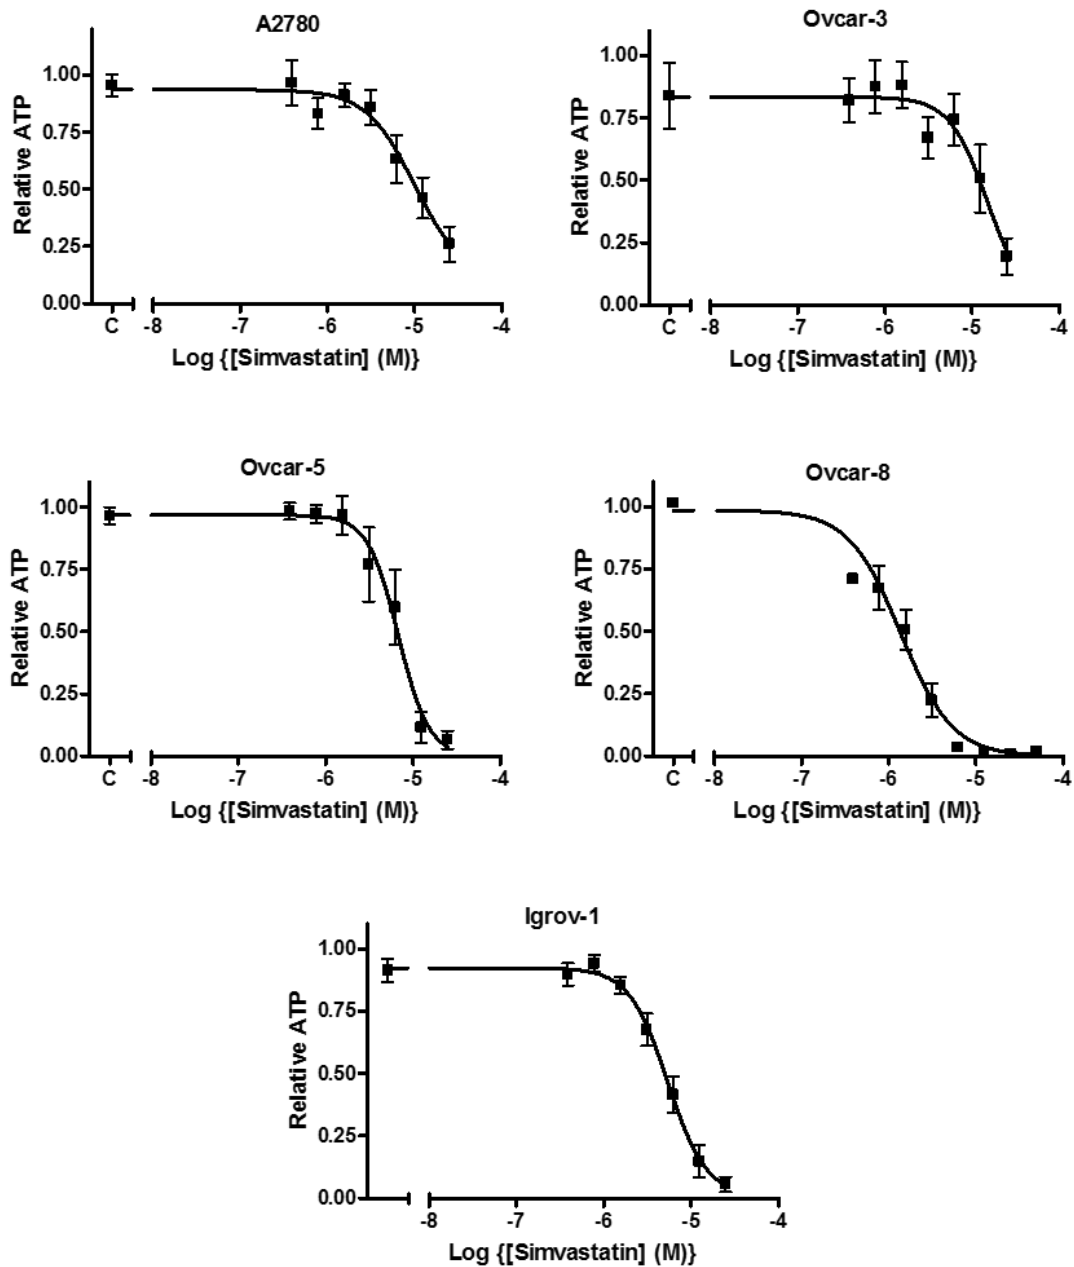 A2780
Relative ATP
1.00
0.75
0.50
0.25
0.00
C -8 -7 -6 -5 -4
Log {[Simvastatin] (M)}
Ovcar-3
Relative ATP
1.00
0.75
0.50
0.25
0.00
C -8 -7 -6 -5 -4
Log {[Simvastatin] (M)}
Ovcar-5
Relative ATP
1.00
0.75
0.50
0.25
0.00
C -8 -7 -6 -5 -4
Log {[Simvastatin] (M)}
Ovcar-8
Relative ATP
1.00
0.75
0.50
0.25
0.00
C -8 -7 -6 -5 -4
Log {[Simvastatin] (M)}
Igrov-1
Relative ATP
1.00
0.75
0.50
0.25
0.00
-8 -7 -6 -5 -4
Log {[Simvastatin] (M)}